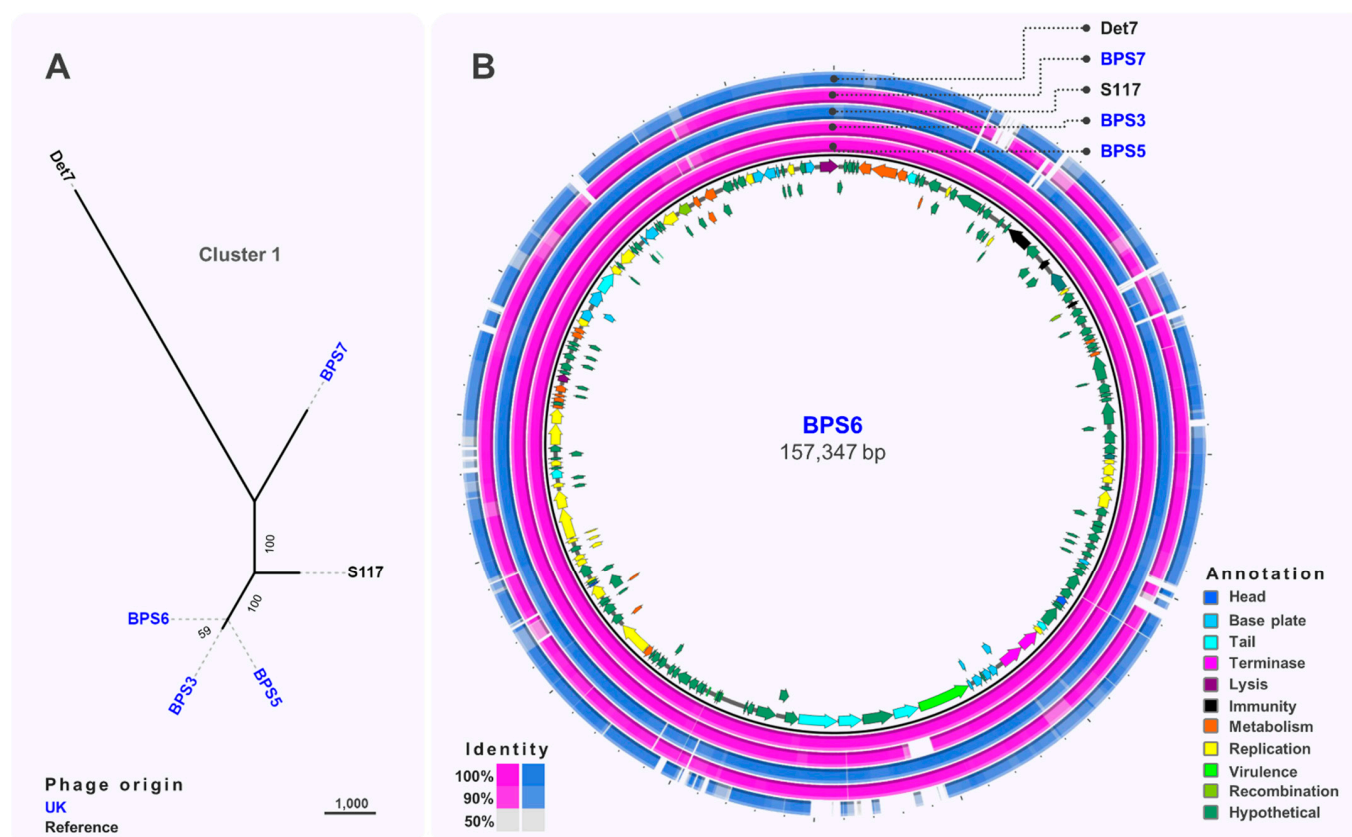 A
Det7
Cluster 1
BPS7
100
S117
100
BPS6
59
BPS3
BPS5
Phage origin
UK
Reference
1,000
B
Det7
BPS7
S117
BPS3
BPS5
BPS6
157,347 bp
Identity
100%
90%
50%
Annotation
Head
Base plate
Tail
Terminase
Lysis
Immunity
Metabolism
Replication
Virulence
Recombination
Hypothetical